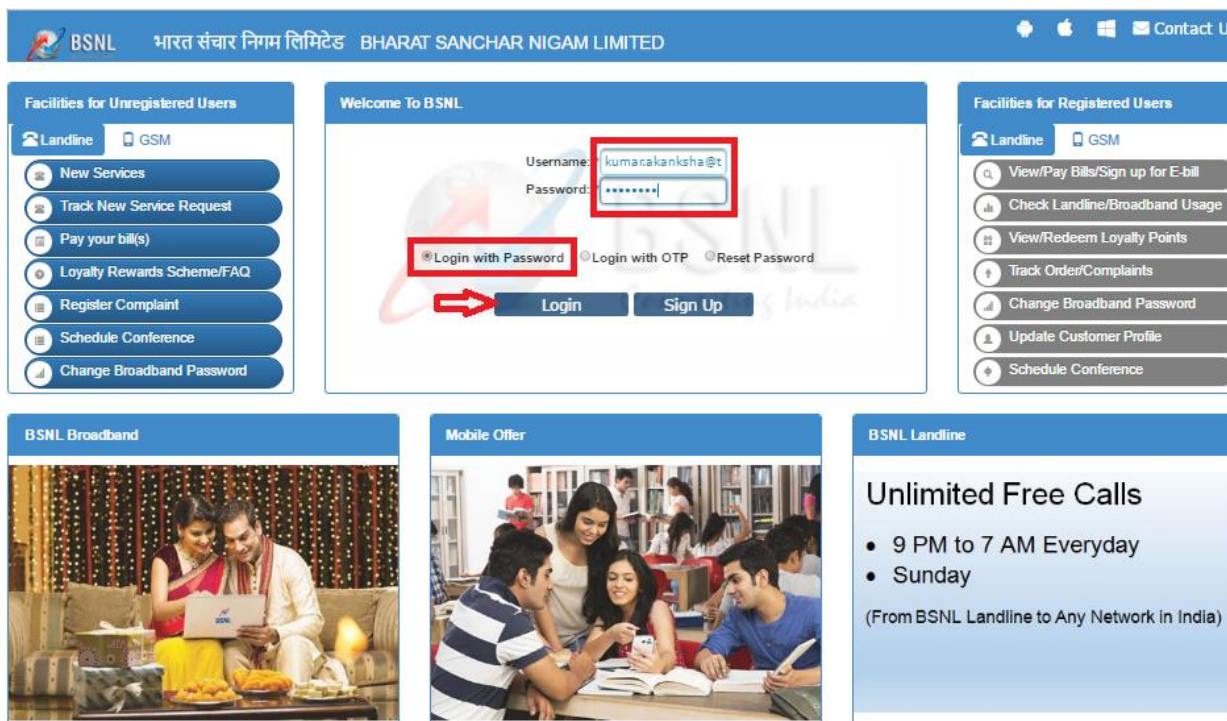 BSNL भारत संचार निगम लिमिटेड BHARAT SANCHAR NIGAM LIMITED
Contact U
Facilities for Unregistered Users
Landline GSM
New Services
Track New Service Request
Pay your bill(s)
Loyalty Rewards Scheme/FAQ
Register Complaint
Schedule Conference
Change Broadband Password
Welcome To BSNL
Username:* kumar.akanksha@t
Password:* ••••••••
Login with Password Login with OTP Reset Password
Login Sign Up
BSNL
Connecting India
Facilities for Registered Users
Landline GSM
View/Pay Bills/Sign up for E-bill
Check Landline/Broadband Usage
View/Redeem Loyalty Points
Track Order/Complaints
Change Broadband Password
Update Customer Profile
Schedule Conference
BSNL Broadband
BSNL
Mobile Offer
BSNL Landline
Unlimited Free Calls
• 9 PM to 7 AM Everyday
• Sunday
(From BSNL Landline to Any Network in India)